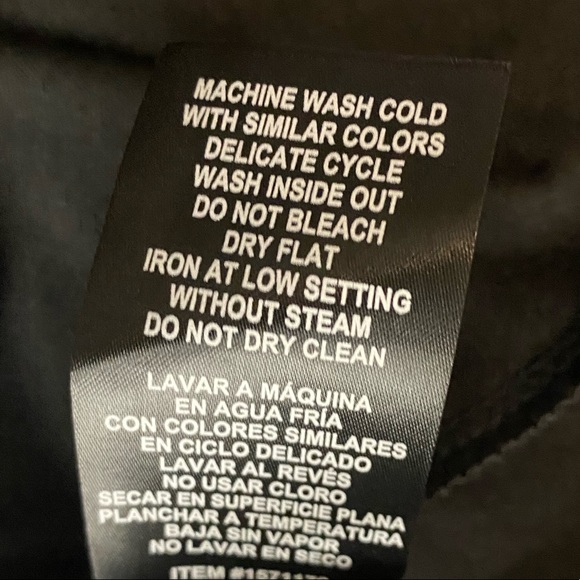 MACHINE WASH COLD
WITH SIMILAR COLORS
DELICATE CYCLE
WASH INSIDE OUT
DO NOT BLEACH
DRY FLAT
IRON AT LOW SETTING
WITHOUT STEAM
DO NOT DRY CLEAN
LAVAR A MÁQUINA
EN AGUA FRÍA
CON COLORES SIMILARES
EN CICLO DELICADO
LAVAR AL REVÉS
NO USAR CLORO
SECAR EN SUPERFICIE PLANA
PLANCHAR A TEMPERATURA
BAJA SIN VAPOR
NO LAVAR EN SECO
ITEM